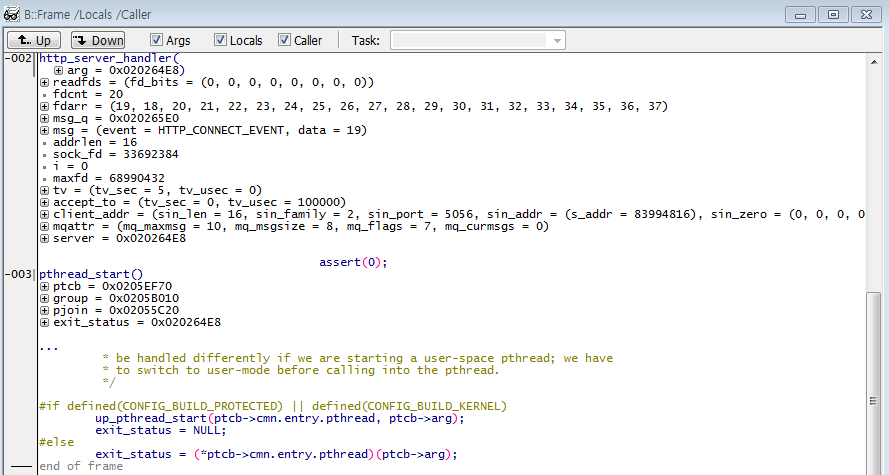 B::Frame /Locals /Caller
Up Down Args Locals Caller Task:
-002 http_server_handler(
arg = 0x020264E8)
readfds = (fd_bits = (0, 0, 0, 0, 0, 0, 0, 0))
fdcnt = 20
fdarr = (19, 18, 20, 21, 22, 23, 24, 25, 26, 27, 28, 29, 30, 31, 32, 33, 34, 35, 36, 37)
msg_q = 0x020265E0
msg = (event = HTTP_CONNECT_EVENT, data = 19)
addrlen = 16
sock_fd = 33692384
i = 0
maxfd = 68990432
tv = (tv_sec = 5, tv_usec = 0)
accept_to = (tv_sec = 0, tv_usec = 100000)
client_addr = (sin_len = 16, sin_family = 2, sin_port = 5056, sin_addr = (s_addr = 83994816), sin_zero = (0, 0, 0, 0
mqattr = (mq_maxmsg = 10, mq_msgsize = 8, mq_flags = 7, mq_curmsgs = 0)
server = 0x020264E8
assert(0);
-003 pthread_start()
ptcb = 0x0205EF70
group = 0x0205B010
pjoin = 0x02055C20
exit_status = 0x020264E8
...
* be handled differently if we are starting a user-space pthread; we have
* to switch to user-mode before calling into the pthread.
*/
#if defined(CONFIG_BUILD_PROTECTED) || defined(CONFIG_BUILD_KERNEL)
up_pthread_start(ptcb->cmn.entry.pthread, ptcb->arg);
exit_status = NULL;
#else
exit_status = (*ptcb->cmn.entry.pthread)(ptcb->arg);
end of frame